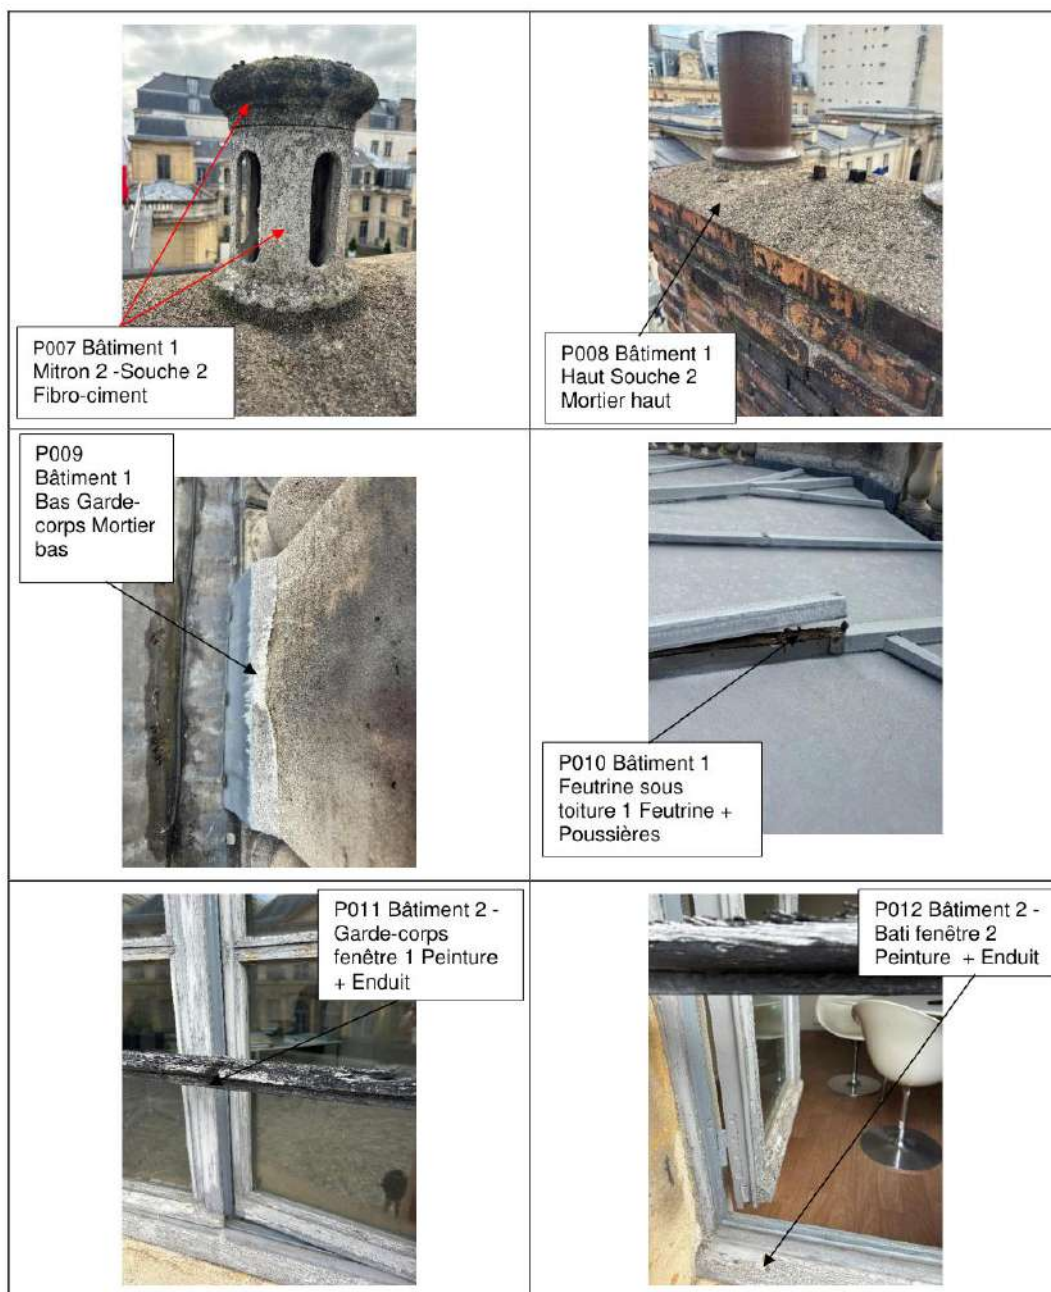 P007 Bâtiment 1
Mitron 2 -Souche 2
Fibro-ciment
P008 Bâtiment 1
Haut Souche 2
Mortier haut
P009
Bâtiment 1
Bas Garde-
corps Mortier
bas
P010 Bâtiment 1
Feutrine sous
toiture 1 Feutrine +
Poussières
P011 Bâtiment 2 -
Garde-corps
fenêtre 1 Peinture
+ Enduit
P012 Bâtiment 2 -
Bati fenêtre 2
Peinture + Enduit